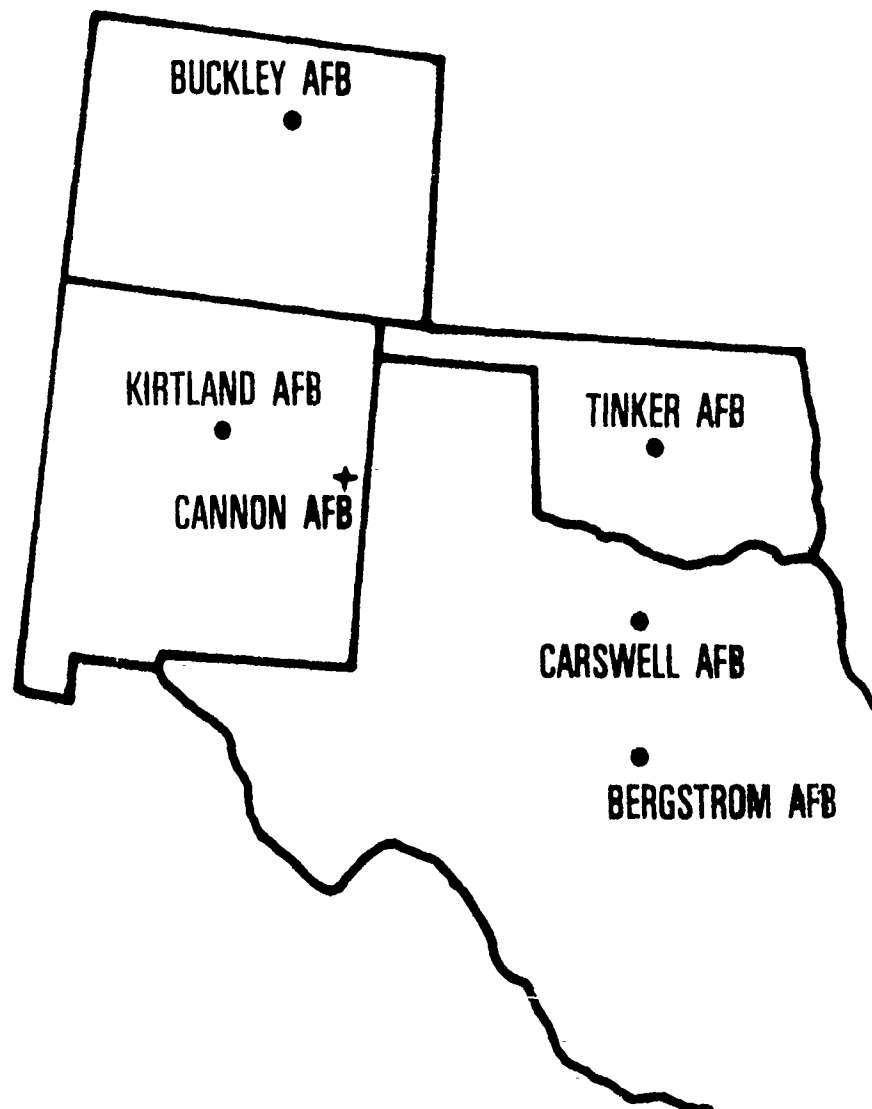 BUCKLEY AFB
KIRTLAND AFB
TINKER AFB
CANNON AFB
CARSWELL AFB
BERGSTROM AFB